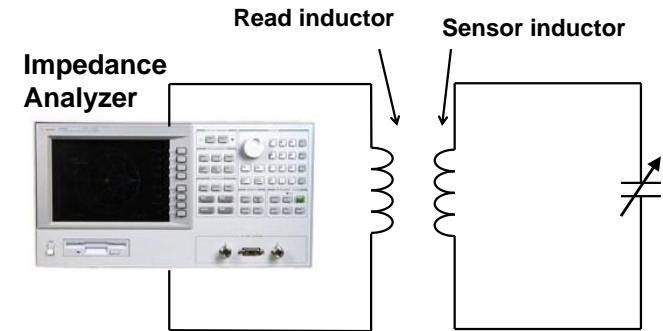 Read inductor
Sensor inductor
Impedance
Analyzer